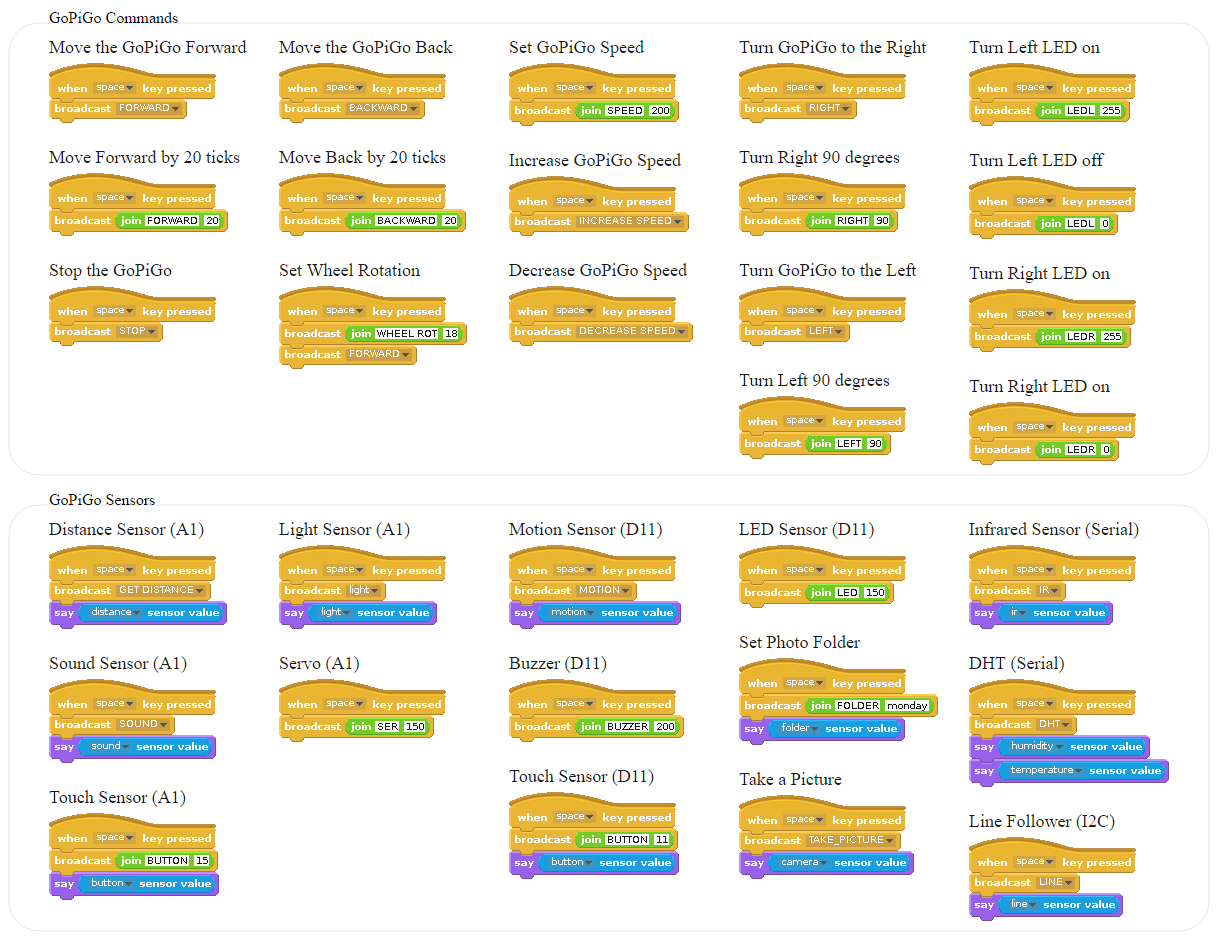 GoPiGo Commands
Move the GoPiGo Forward
when space key pressed
broadcast FORWARD
Move Forward by 20 ticks
when space key pressed
broadcast join FORWARD 20
Stop the GoPiGo
when space key pressed
broadcast STOP
Move the GoPiGo Back
when space key pressed
broadcast BACKWARD
Move Back by 20 ticks
when space key pressed
broadcast join BACKWARD 20
Set Wheel Rotation
when space key pressed
broadcast join WHEEL ROT 18
broadcast FORWARD
Set GoPiGo Speed
when space key pressed
broadcast join SPEED 200
Increase GoPiGo Speed
when space key pressed
broadcast INCREASE SPEED
Decrease GoPiGo Speed
when space key pressed
broadcast DECREASE SPEED
Turn GoPiGo to the Right
when space key pressed
broadcast RIGHT
Turn Right 90 degrees
when space key pressed
broadcast join RIGHT 90
Turn GoPiGo to the Left
when space key pressed
broadcast LEFT
Turn Left 90 degrees
when space key pressed
broadcast join LEFT 90
Turn Left LED on
when space key pressed
broadcast join LEDL 255
Turn Left LED off
when space key pressed
broadcast join LEDL 0
Turn Right LED on
when space key pressed
broadcast join LEDR 255
Turn Right LED on
when space key pressed
broadcast join LEDR 0
GoPiGo Sensors
Distance Sensor (A1)
when space key pressed
broadcast GET DISTANCE
say distance sensor value
Sound Sensor (A1)
when space key pressed
broadcast SOUND
say sound sensor value
Touch Sensor (A1)
when space key pressed
broadcast join BUTTON 15
say button sensor value
Light Sensor (A1)
when space key pressed
broadcast light
say light sensor value
Servo (A1)
when space key pressed
broadcast join SER 150
Motion Sensor (D11)
when space key pressed
broadcast MOTION
say motion sensor value
Buzzer (D11)
when space key pressed
broadcast join BUZZER 200
Touch Sensor (D11)
when space key pressed
broadcast join BUTTON 11
say button sensor value
LED Sensor (D11)
when space key pressed
broadcast join LED 150
Set Photo Folder
when space key pressed
broadcast join FOLDER monday
say folder sensor value
Take a Picture
when space key pressed
broadcast TAKE_PICTURE
say camera sensor value
Infrared Sensor (Serial)
when space key pressed
broadcast IR
say ir sensor value
DHT (Serial)
when space key pressed
broadcast DHT
say humidity sensor value
say temperature sensor value
Line Follower (I2C)
when space key pressed
broadcast LINE
say line sensor value